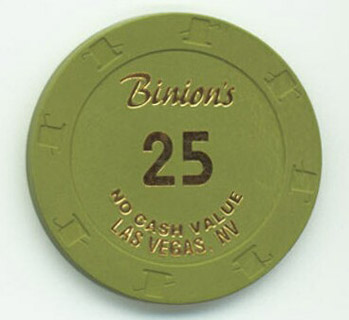 Binion's
25
NO CASH VALUE
LAS VEGAS, NV